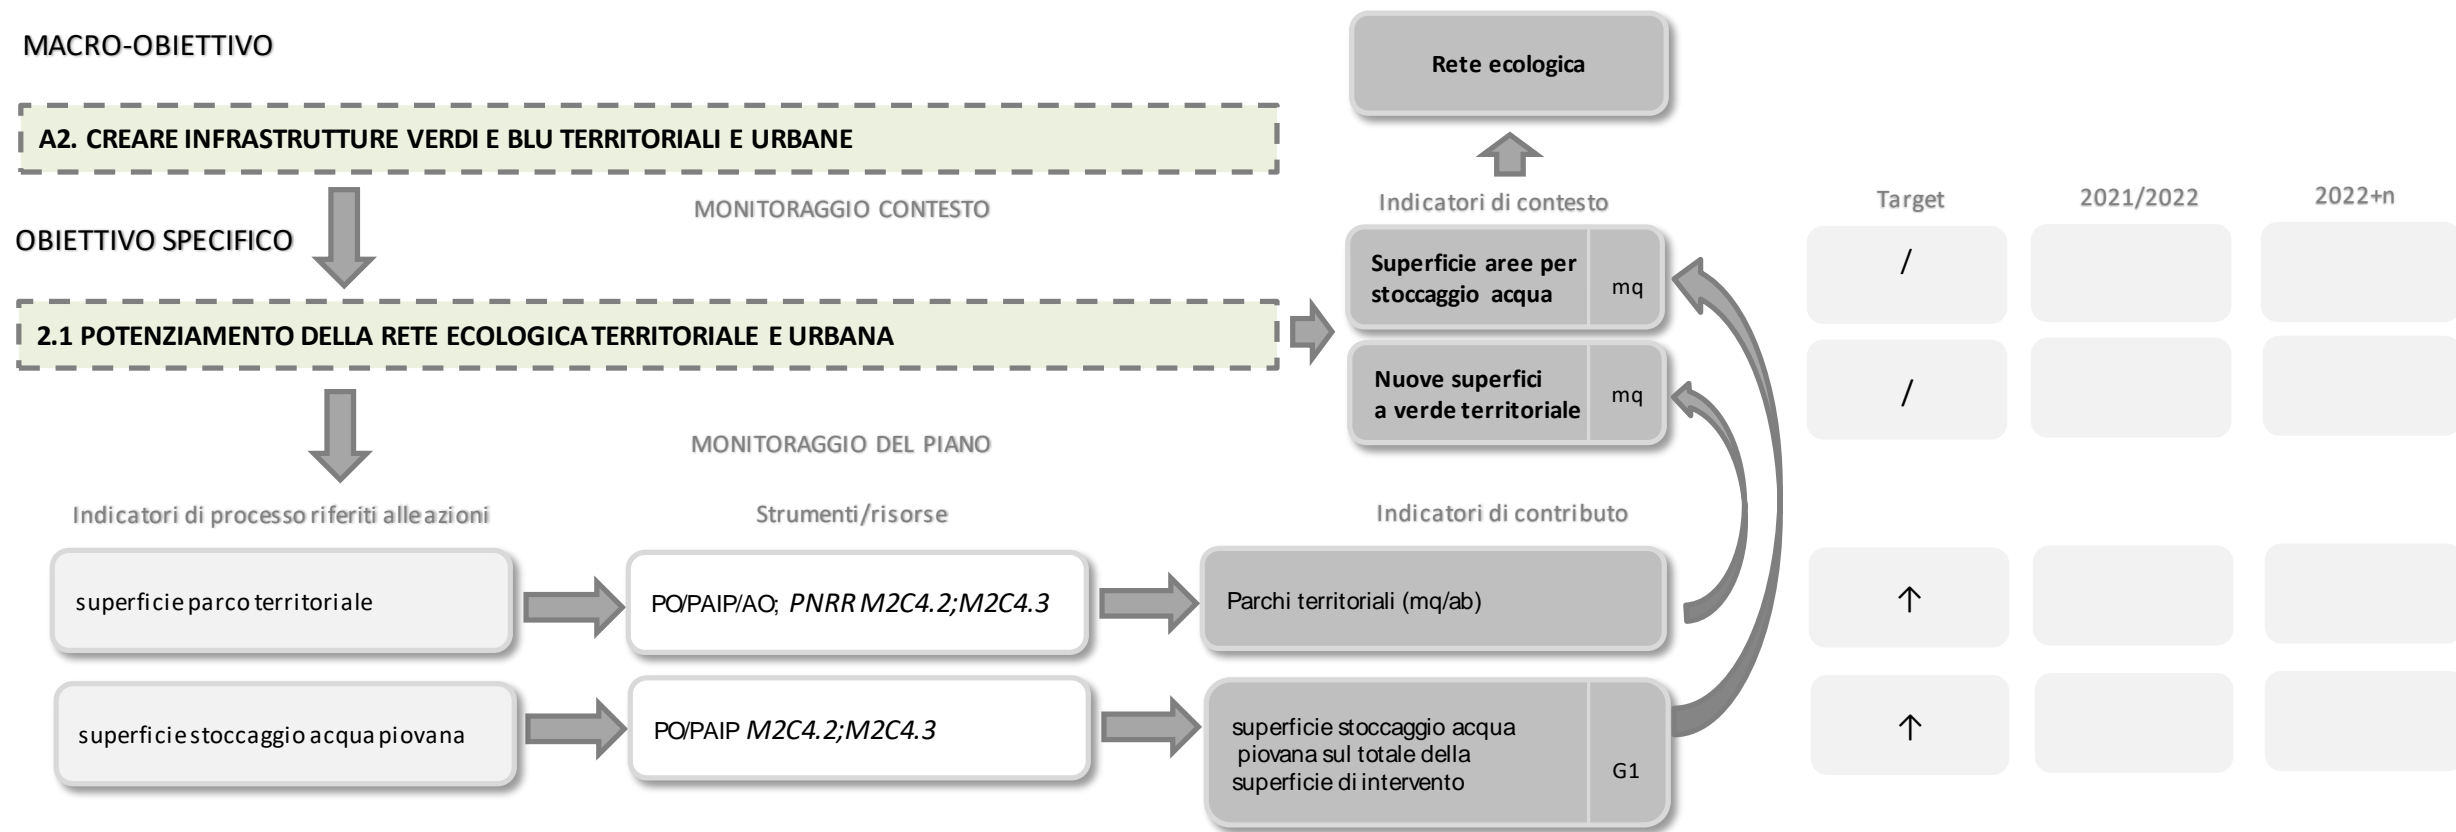 MACRO-OBIETTIVO
Rete ecologica
A2. CREARE INFRASTRUTTURE VERDI E BLU TERRITORIALI E URBANE
MONITORAGGIO CONTESTO
Indicatori di contesto
Target
2021/2022
2022+n
OBIETTIVO SPECIFICO
Superficie aree per
stoccaggio acqua
mq
/
2.1 POTENZIAMENTO DELLA RETE ECOLOGICA TERRITORIALE E URBANA
Nuove superfici
a verde territoriale
mq
/
MONITORAGGIO DEL PIANO
Indicatori di processo riferiti alle azioni
Strumenti/risorse
Indicatori di contributo
superficie parco territoriale
PO/PAIP/AO; PNRR M2C4.2;M2C4.3
Parchi territoriali (mq/ab)
↑
superficie stoccaggio acqua piovana
PO/PAIP M2C4.2;M2C4.3
superficie stoccaggio acqua
piovana sul totale della
superficie di intervento
G1
↑